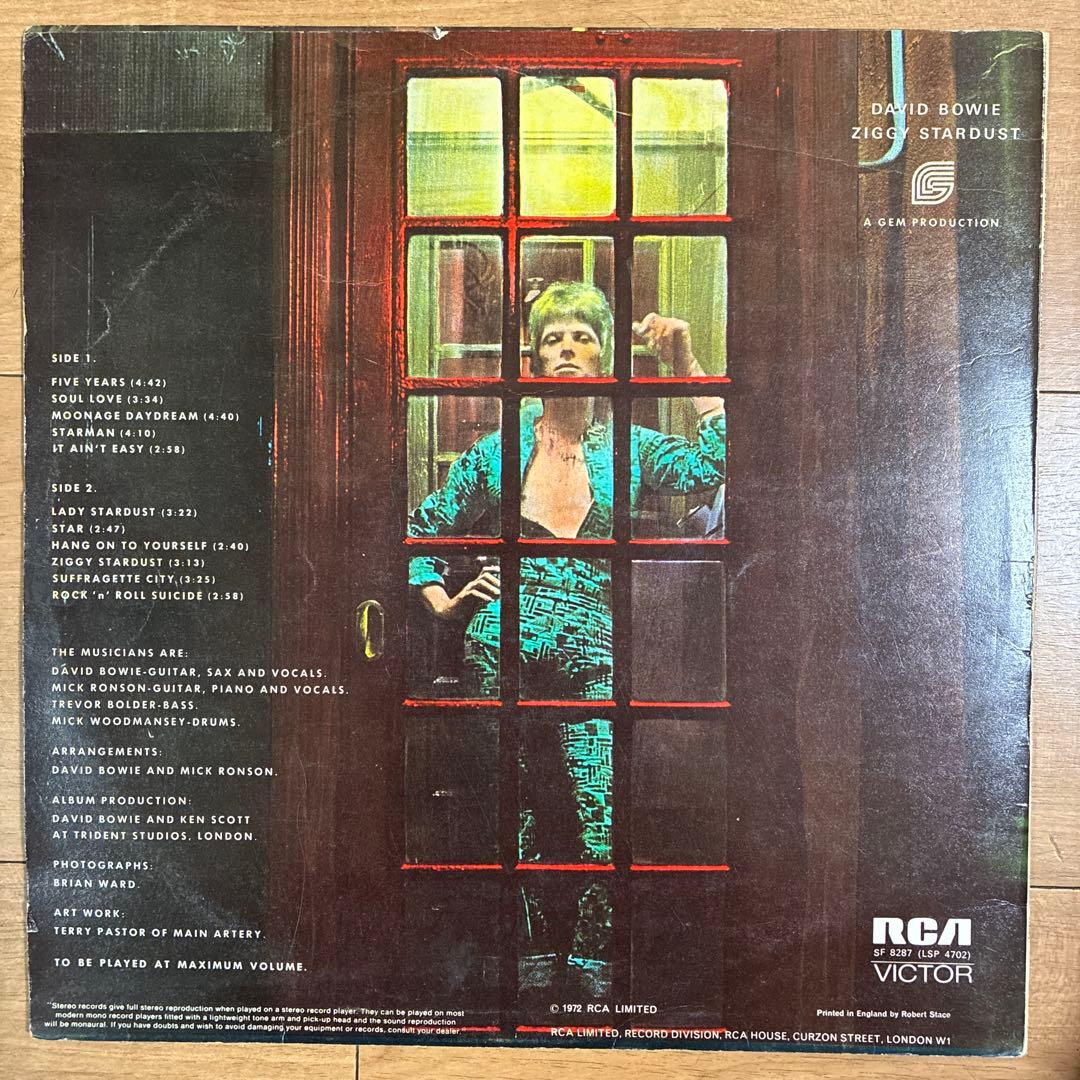 DAVID BOWIE
ZIGGY STARDUST
A GEM PRODUCTION
SIDE 1.
FIVE YEARS (4:42)
SOUL LOVE (3:34)
MOONAGE DAYDREAM (4:40)
STARMAN (4:10)
IT AIN'T EASY (2:58)
SIDE 2.
LADY STARDUST (3:22)
STAR (2:47)
HANG ON TO YOURSELF (2:40)
ZIGGY STARDUST (3:13)
SUFFRAGETTE CITY (3:25)
ROCK 'n' ROLL SUICIDE (2:58)
THE MUSICIANS ARE:
DAVID BOWIE-GUITAR, SAX AND VOCALS.
MICK RONSON-GUITAR, PIANO AND VOCALS.
TREVOR BOLDER-BASS.
MICK WOODMANSEY-DRUMS.
ARRANGEMENTS:
DAVID BOWIE AND MICK RONSON.
ALBUM PRODUCTION:
DAVID BOWIE AND KEN SCOTT
AT TRIDENT STUDIOS, LONDON.
PHOTOGRAPHS:
BRIAN WARD.
ART WORK:
TERRY PASTOR OF MAIN ARTERY.
TO BE PLAYED AT MAXIMUM VOLUME.
"Stereo records give full stereo reproduction when played on a stereo record player. They can be played on most
modern mono record players fitted with a lightweight tone arm and pick-up head and the sound reproduction
will be monaural. If you have doubts and wish to avoid damaging your equipment or records, consult your dealer."
© 1972 RCA LIMITED
RCA LIMITED, RECORD DIVISION, RCA HOUSE, CURZON STREET, LONDON W1
RCA
SF 8287 (LSP 4702)
VICTOR
Printed in England by Robert Stace